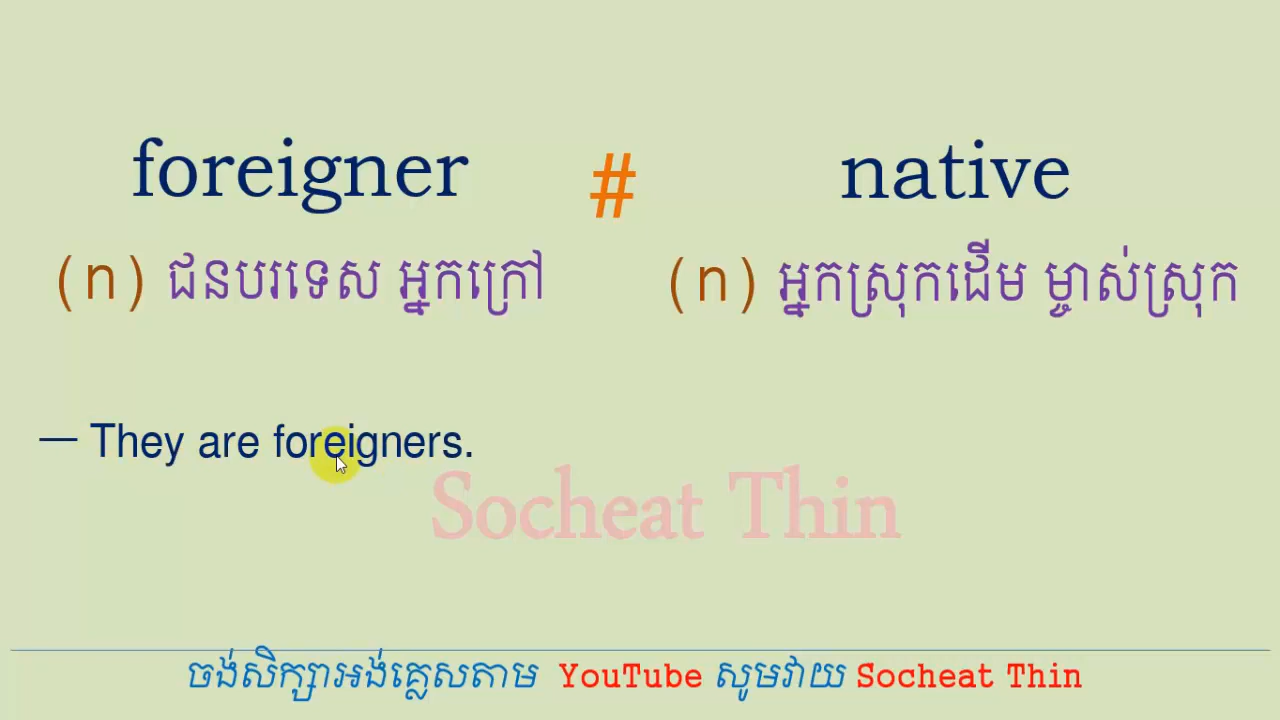 foreigner # native
(n) ជនបរទេស អ្នកក្រៅ (n) អ្នកស្រុកដើម ម្ចាស់ស្រុក
— They are foreigners.
Socheat Thin
ចង់សិក្សាអង់គ្លេសតាម YouTube សូមវាយ Socheat Thin